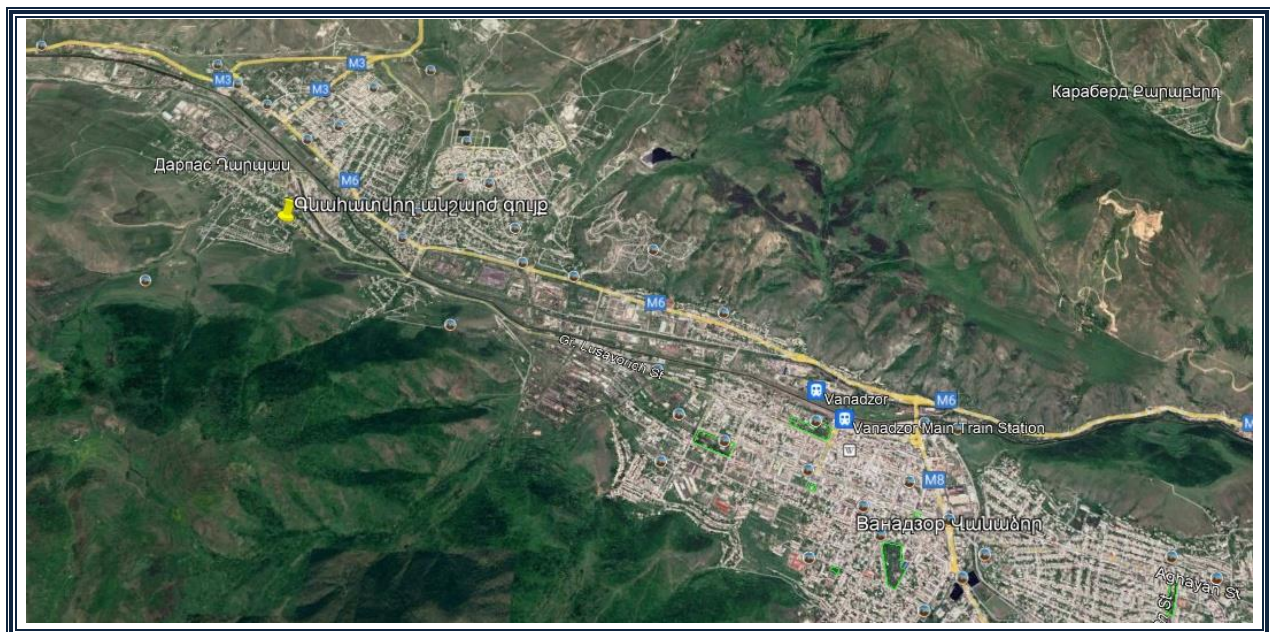 M3
M3
M3
Караберд Քարաբերդ
Дарпас Դարպաս
M6
Գնահատվող անշարժ գույք
M6
Gr. Lusavorich St
Vanadzor
M6
Vanadzor Main Train Station
M8
Ванадзор Վանաձոր
Aghayan St
St